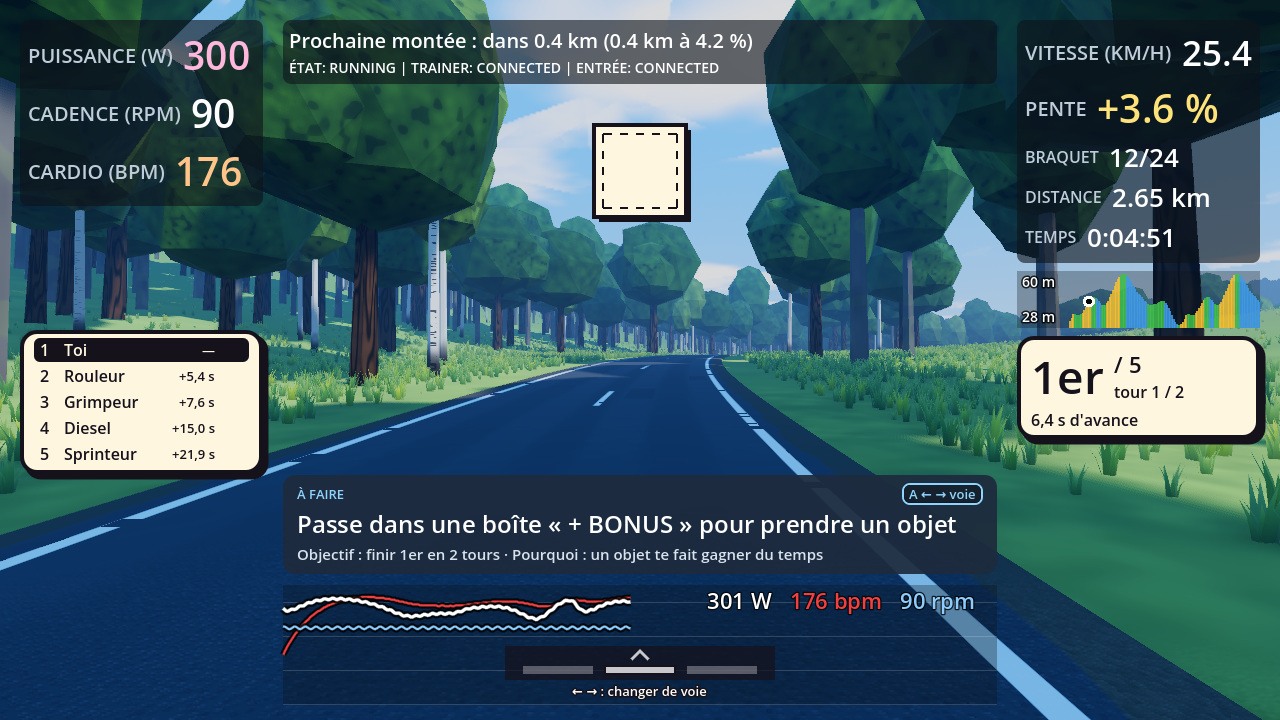 PUISSANCE (W) 300
CADENCE (RPM) 90
CARDIO (BPM) 176
Prochaine montée : dans 0.4 km (0.4 km à 4.2 %)
ÉTAT: RUNNING | TRAINER: CONNECTED | ENTRÉE: CONNECTED
VITESSE (KM/H) 25.4
PENTE +3.6 %
BRAQUET 12/24
DISTANCE 2.65 km
TEMPS 0:04:51
60 m
28 m
1 Toi —
2 Rouleur +5,4 s
3 Grimpeur +7,6 s
4 Diesel +15,0 s
5 Sprinteur +21,9 s
1er / 5
tour 1 / 2
6,4 s d'avance
À FAIRE
A ← → voie
Passe dans une boîte « + BONUS » pour prendre un objet
Objectif : finir 1er en 2 tours · Pourquoi : un objet te fait gagner du temps
301 W 176 bpm 90 rpm
← → : changer de voie